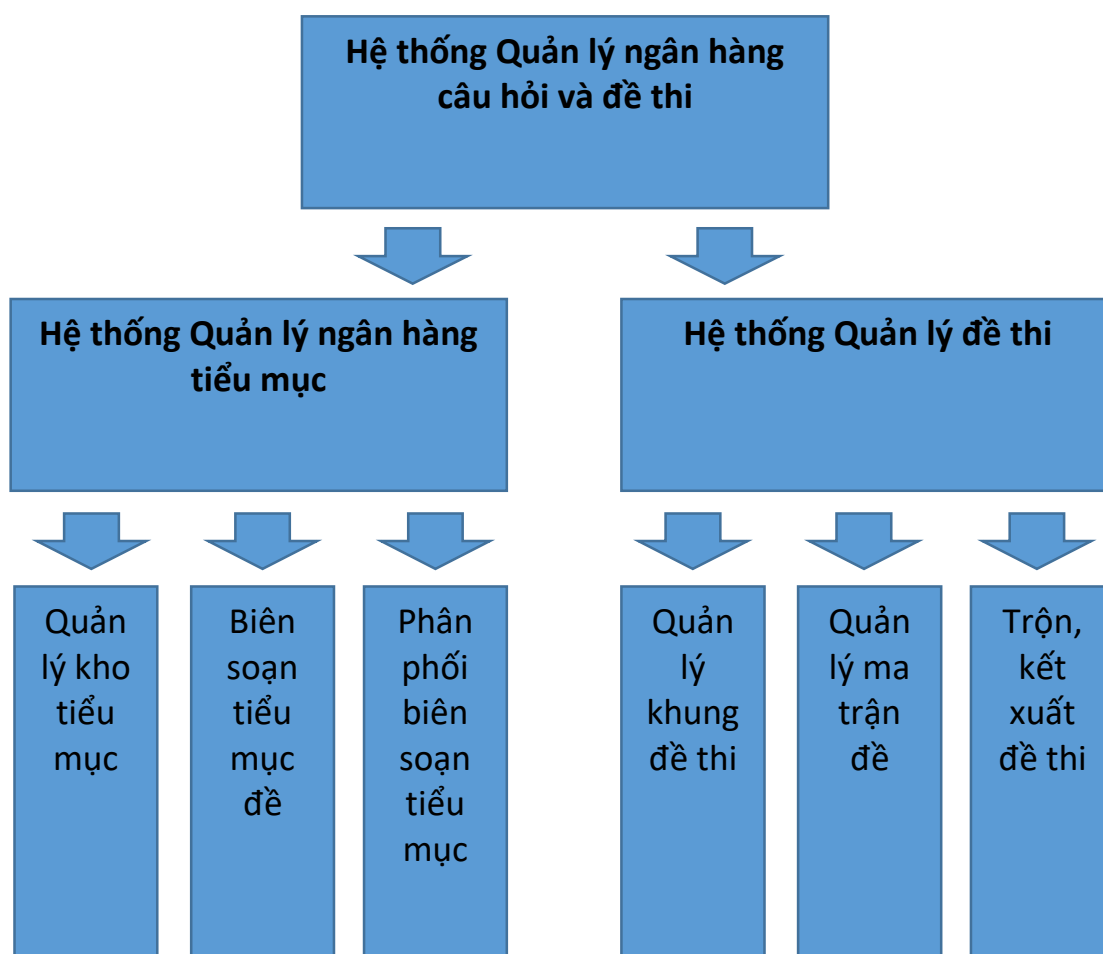 Hệ thống Quản lý ngân hàng
câu hỏi và đề thi
Hệ thống Quản lý ngân hàng
tiểu mục
Hệ thống Quản lý đề thi
Quản
lý kho
tiểu
mục
Biên
soạn
tiểu
mục
đề
Phân
phối
biên
soạn
tiểu
mục
Quản
lý
khung
đề thi
Quản
lý ma
trận
đề
Trộn,
kết
xuất
đề thi